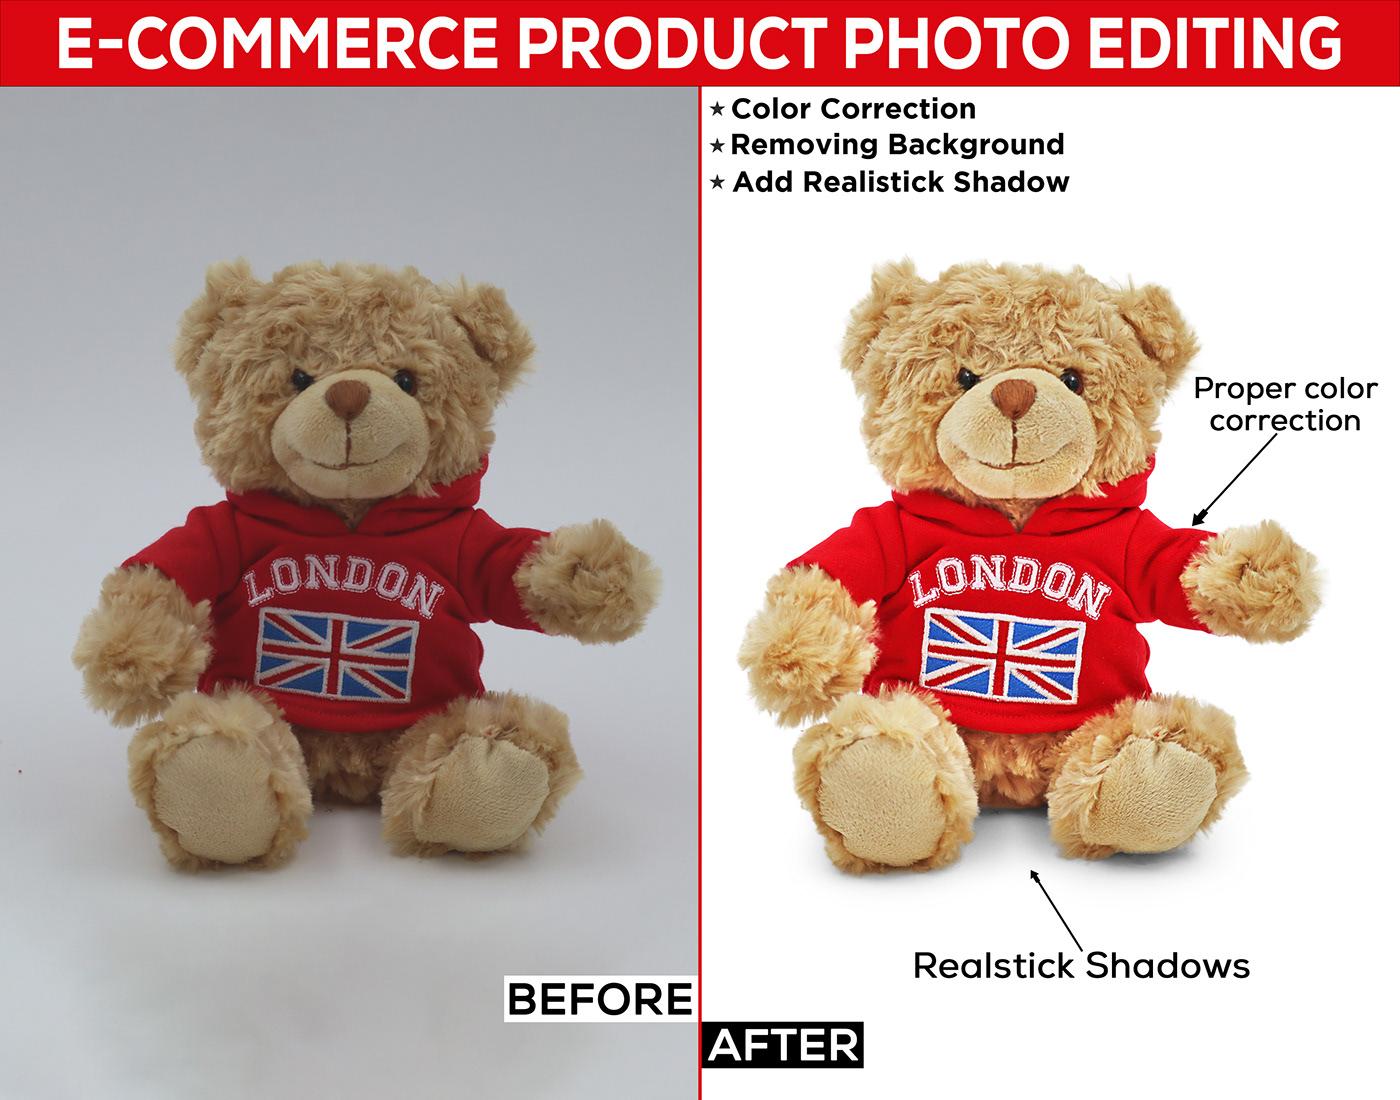 E-COMMERCE PRODUCT PHOTO EDITING
★ Color Correction
★ Removing Background
★ Add Realistick Shadow
Proper color
correction
LONDON
LONDON
Realstick Shadows
BEFORE
AFTER